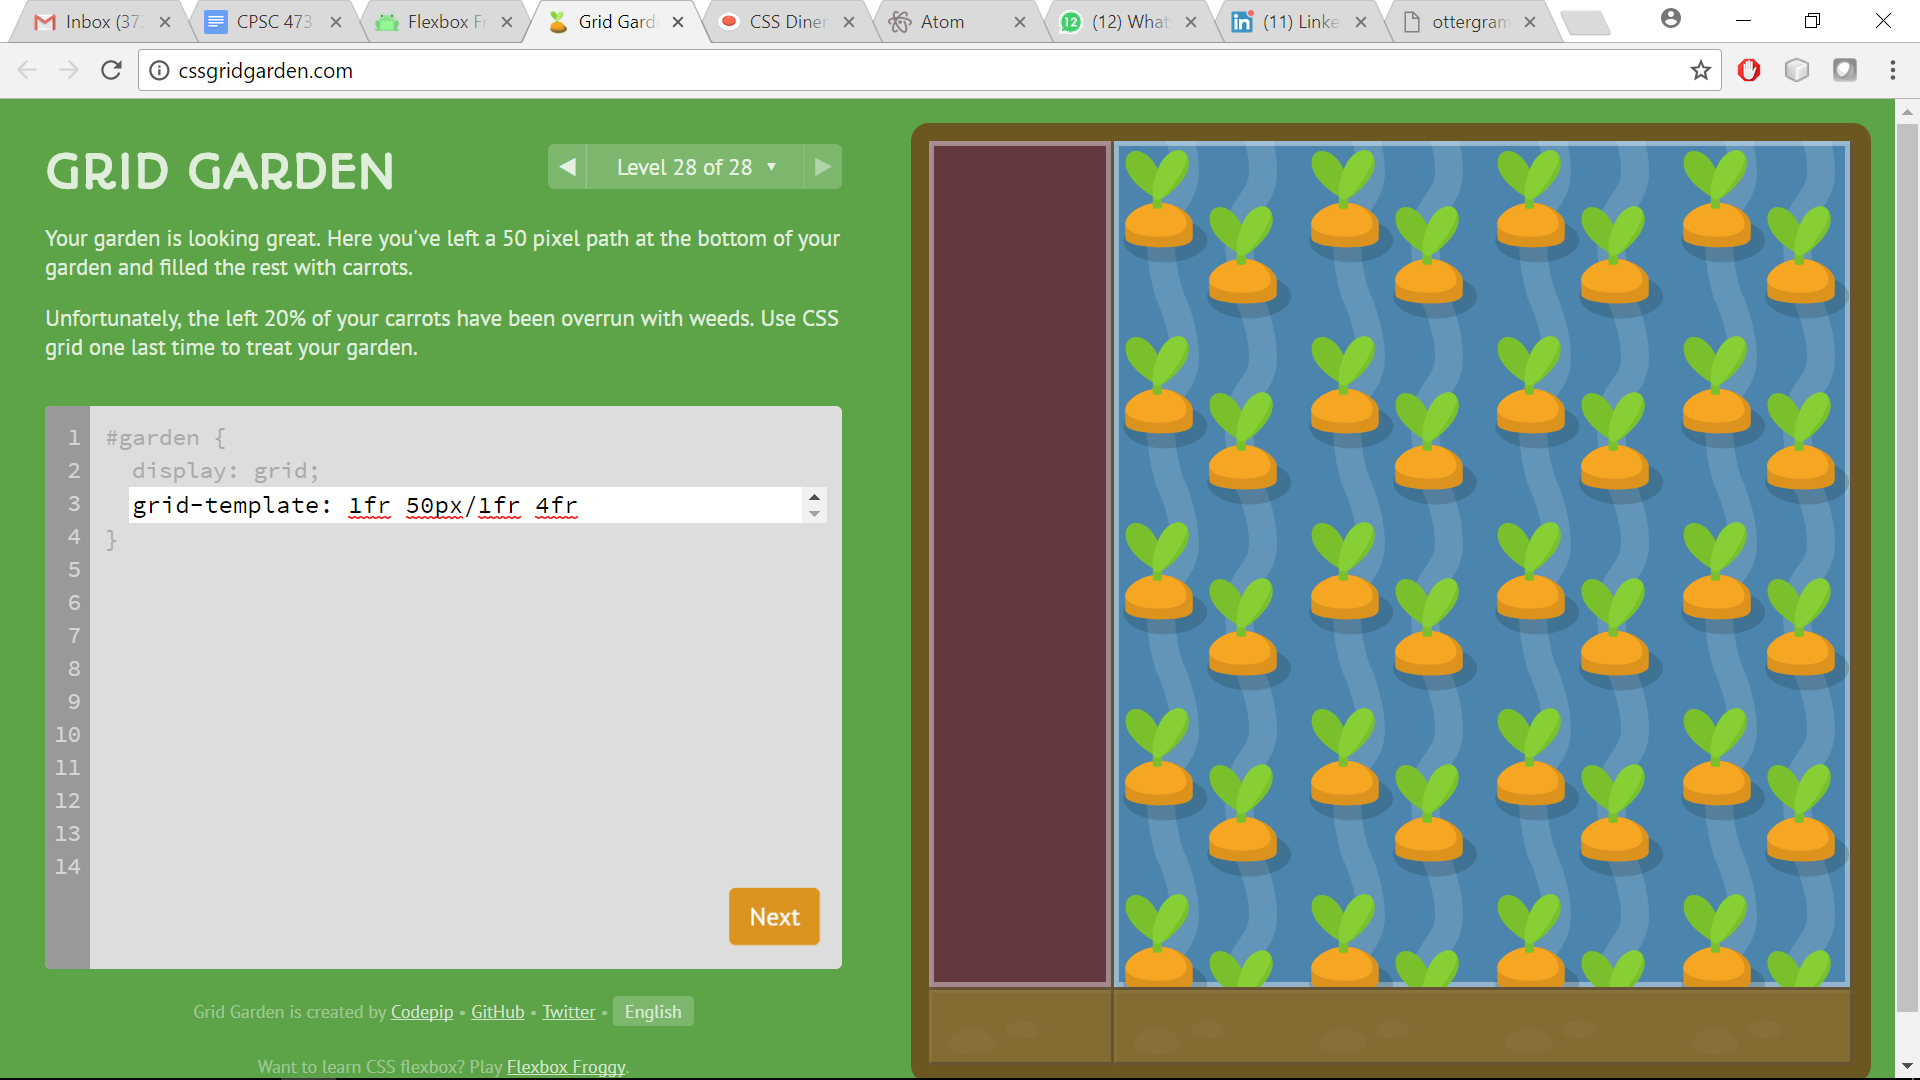 Inbox (37
CPSC 473
Flexbox F
Grid Gard
CSS Diner
Atom
12
(12) What
in
(11) Linke
ottergram
cssgridgarden.com
GRID GARDEN
Level 28 of 28
Your garden is looking great. Here you've left a 50 pixel path at the bottom of your
garden and filled the rest with carrots.
Unfortunately, the left 20% of your carrots have been overrun with weeds. Use CSS
grid one last time to treat your garden.
1 #garden {
2 display: grid;
3 grid-template: 1fr 50px/1fr 4fr
4 }
5
6
7
8
9
10
11
12
13
14
Next
Grid Garden is created by Codepip • GitHub • Twitter • English
Want to learn CSS flexbox? Play Flexbox Froggy.